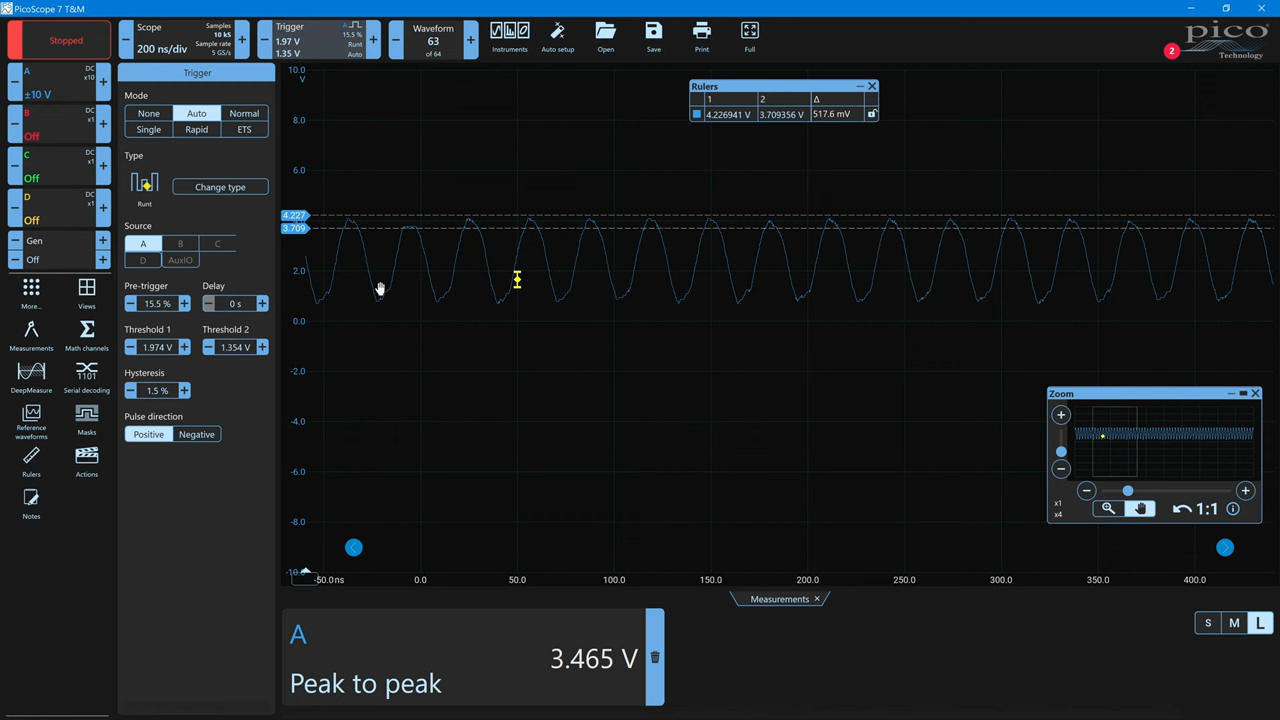 PicoScope 7 T&M
Stopped
Scope
200 ns/div
Samples
10 kS
Sample rate
5 GS/s
Trigger
1.97 V
1.35 V
A
15.5 %
Runt
Auto
Waveform
63
of 64
Instruments
Auto setup
Open
Save
Print
Full
2
pico
Technology
A
DC
x10
±10 V
B
DC
x1
Off
C
DC
x1
Off
D
DC
x1
Off
Gen
Off
More...
Views
Measurements
Math channels
DeepMeasure
1101
Serial decoding
Reference
waveforms
Masks
Rulers
Actions
Notes
Trigger
Mode
None Auto Normal
Single Rapid ETS
Type
Runt
Change type
Source
A B C
D AuxIO
Pre-trigger Delay
15.5 % 0 s
Threshold 1 Threshold 2
1.974 V 1.354 V
Hysteresis
1.5 %
Pulse direction
Positive Negative
10.0
V
8.0
6.0
4.227
3.709
2.0
0.0
-2.0
-4.0
-6.0
-8.0
-10.0
-50.0 ns 0.0 50.0 100.0 150.0 200.0 250.0 300.0 350.0 400.0
Rulers
1 2 Δ
4.226941 V 3.709356 V 517.6 mV
Zoom
x1
x4
1:1
Measurements ×
S M L
A
3.465 V
Peak to peak